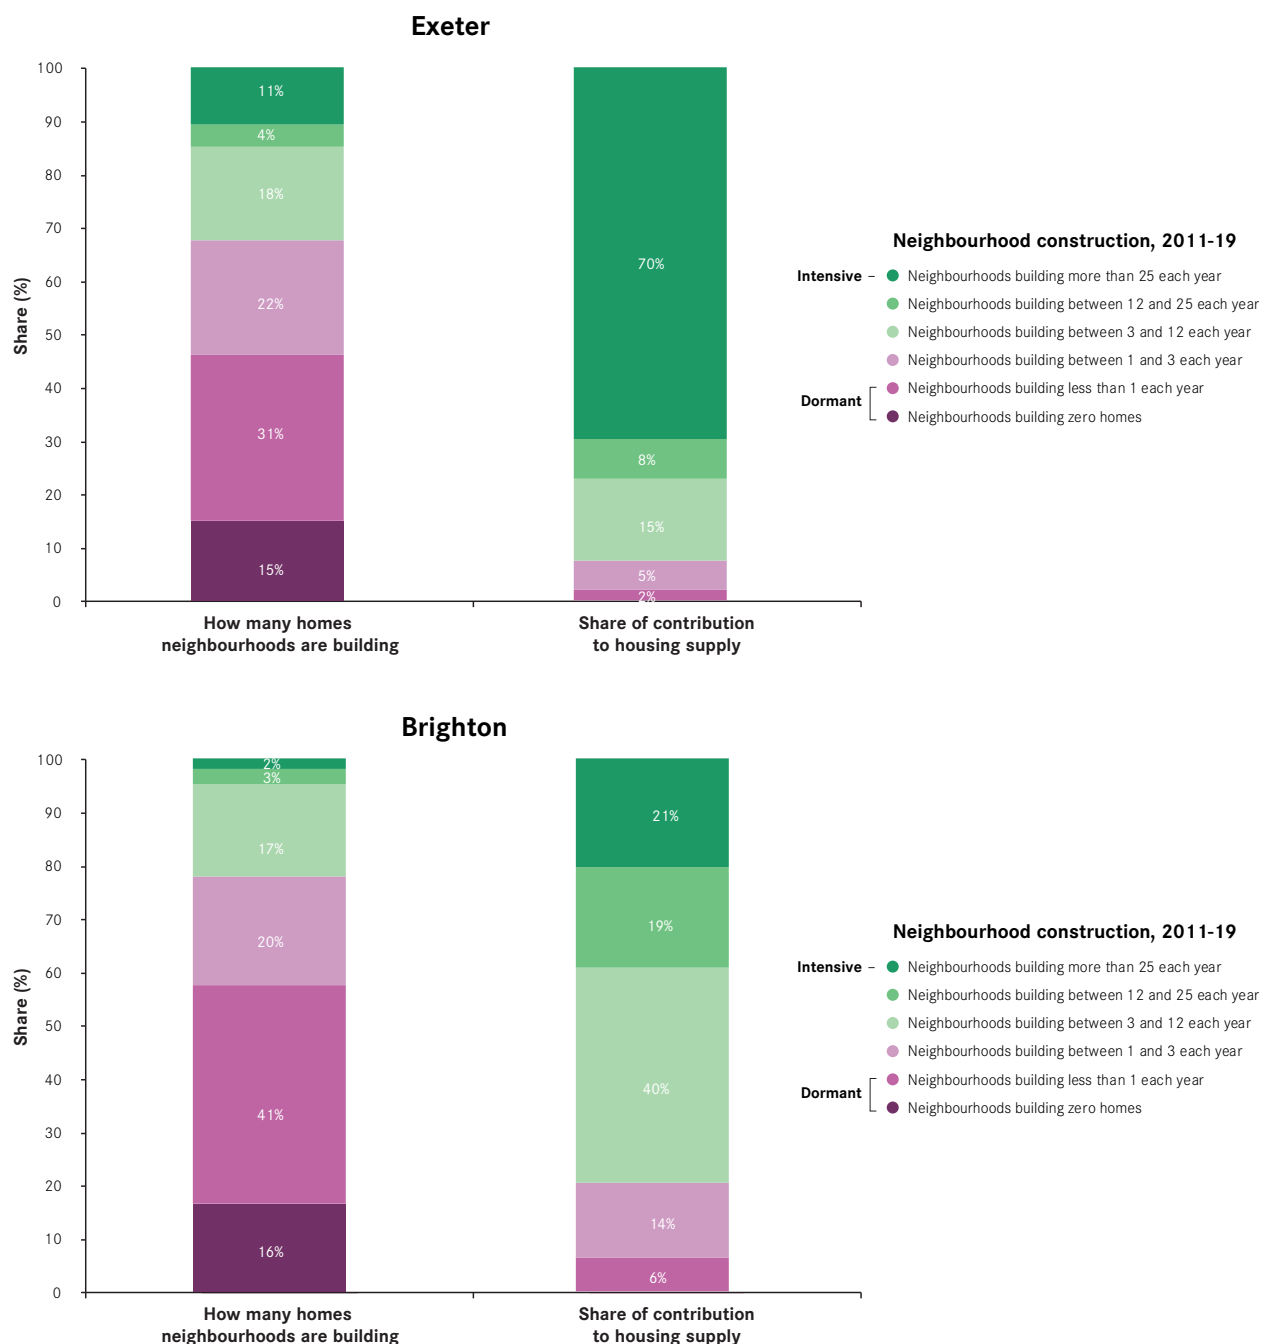 Exeter
100
90
80
70
60
50
40
30
20
10
0
Share (%)
11%
4%
18%
22%
31%
15%
70%
8%
15%
5%
2%
How many homes
neighbourhoods are building
Share of contribution
to housing supply
Neighbourhood construction, 2011-19
Intensive – Neighbourhoods building more than 25 each year
Neighbourhoods building between 12 and 25 each year
Neighbourhoods building between 3 and 12 each year
Neighbourhoods building between 1 and 3 each year
Dormant
Neighbourhoods building less than 1 each year
Neighbourhoods building zero homes
Brighton
100
90
80
70
60
50
40
30
20
10
0
Share (%)
2%
3%
17%
20%
41%
16%
21%
19%
40%
14%
6%
How many homes
neighbourhoods are building
Share of contribution
to housing supply
Neighbourhood construction, 2011-19
Intensive – Neighbourhoods building more than 25 each year
Neighbourhoods building between 12 and 25 each year
Neighbourhoods building between 3 and 12 each year
Neighbourhoods building between 1 and 3 each year
Dormant
Neighbourhoods building less than 1 each year
Neighbourhoods building zero homes